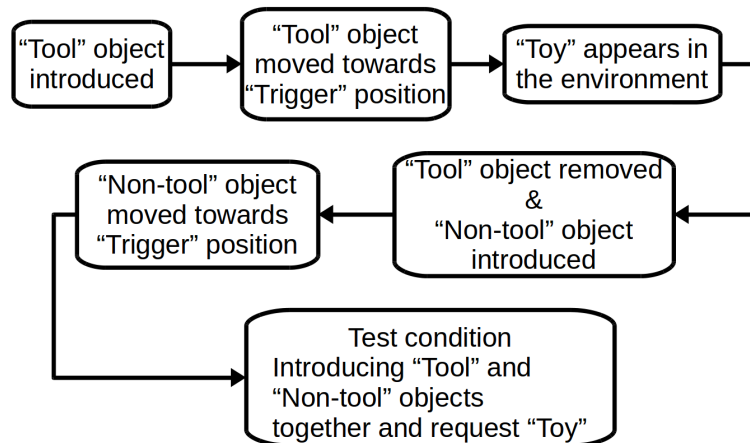 “Tool” object
introduced
“Tool” object
moved towards
“Trigger” position
“Toy” appears in
the environment
“Tool” object removed
&
“Non-tool” object
introduced
“Non-tool” object
moved towards
“Trigger” position
Test condition
Introducing “Tool” and
“Non-tool” objects
together and request “Toy”